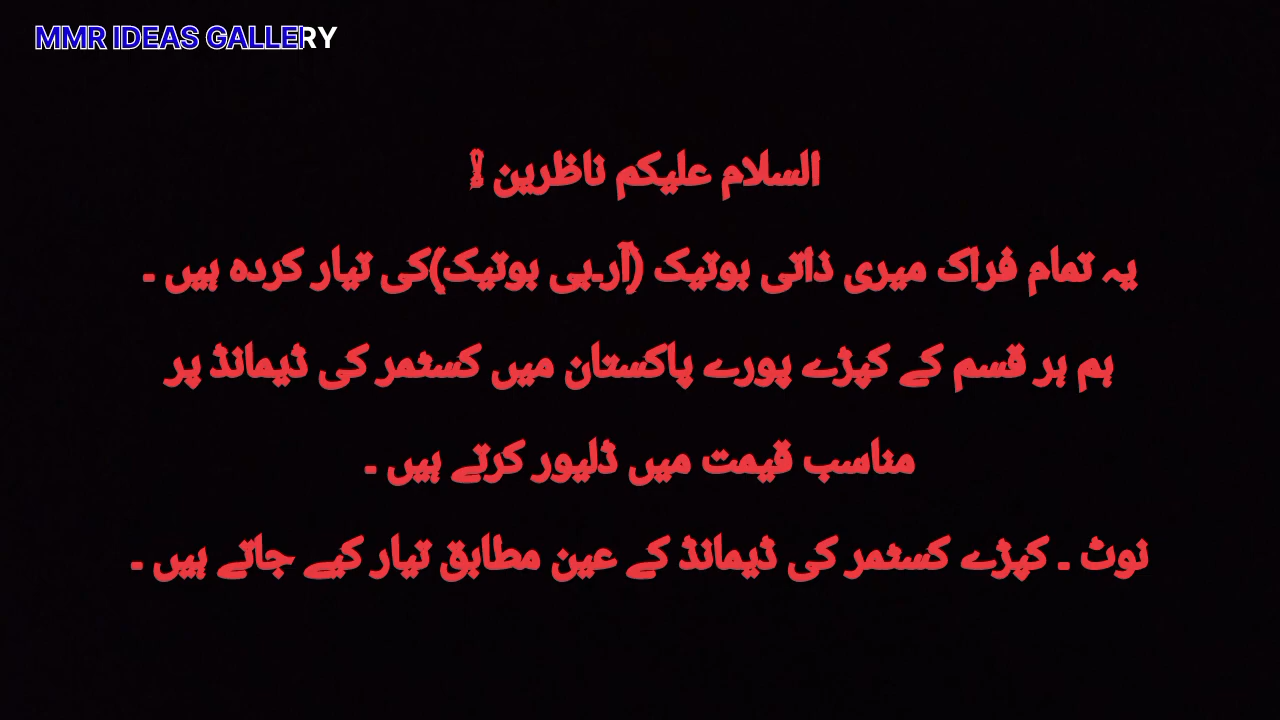 MMR IDEAS GALLERY
السلام علیکم ناظرین !
یہ تمام فراک میری ذاتی بوتیک (آر۔بی بوتیک)کی تیار کردہ ہیں ۔
ہم ہر قسم کے کپڑے پورے پاکستان میں کسٹمر کی ڈیمانڈ پر
مناسب قیمت میں ڈلیور کرتے ہیں ۔
نوٹ ۔ کپڑے کسٹمر کی ڈیمانڈ کے عین مطابق تیار کیے جاتے ہیں ۔